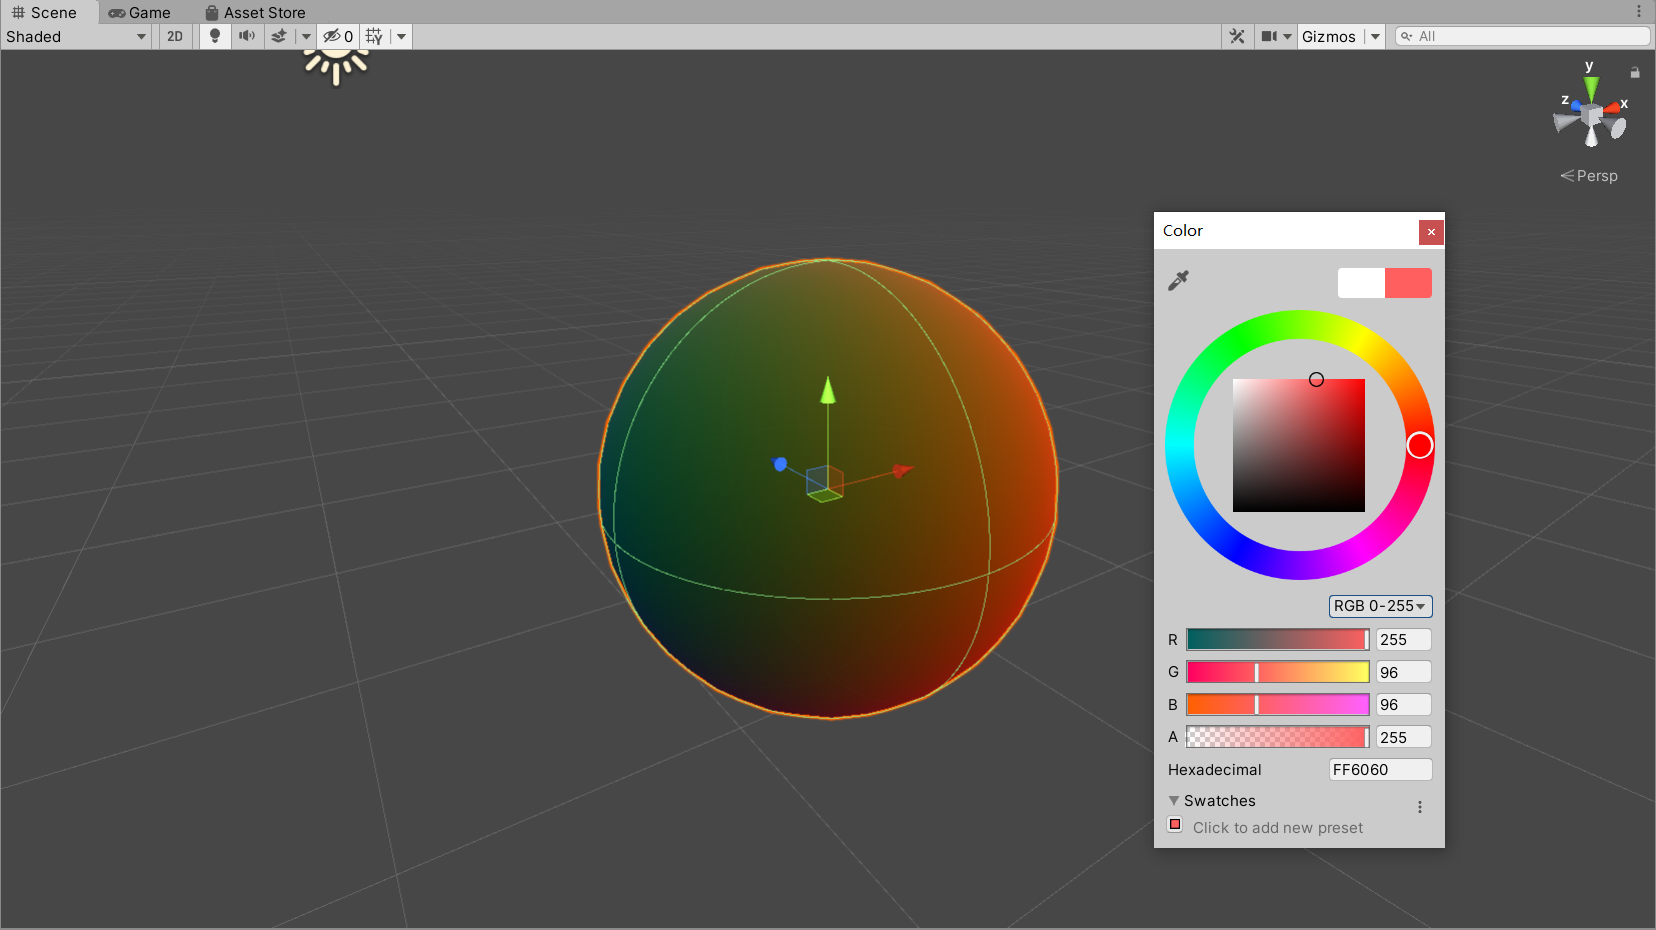 Scene Game Asset Store
Shaded 2D 0 Gizmos All
y
z x
Persp
Color
RGB 0-255
R 255
G 96
B 96
A 255
Hexadecimal FF6060
Swatches
Click to add new preset